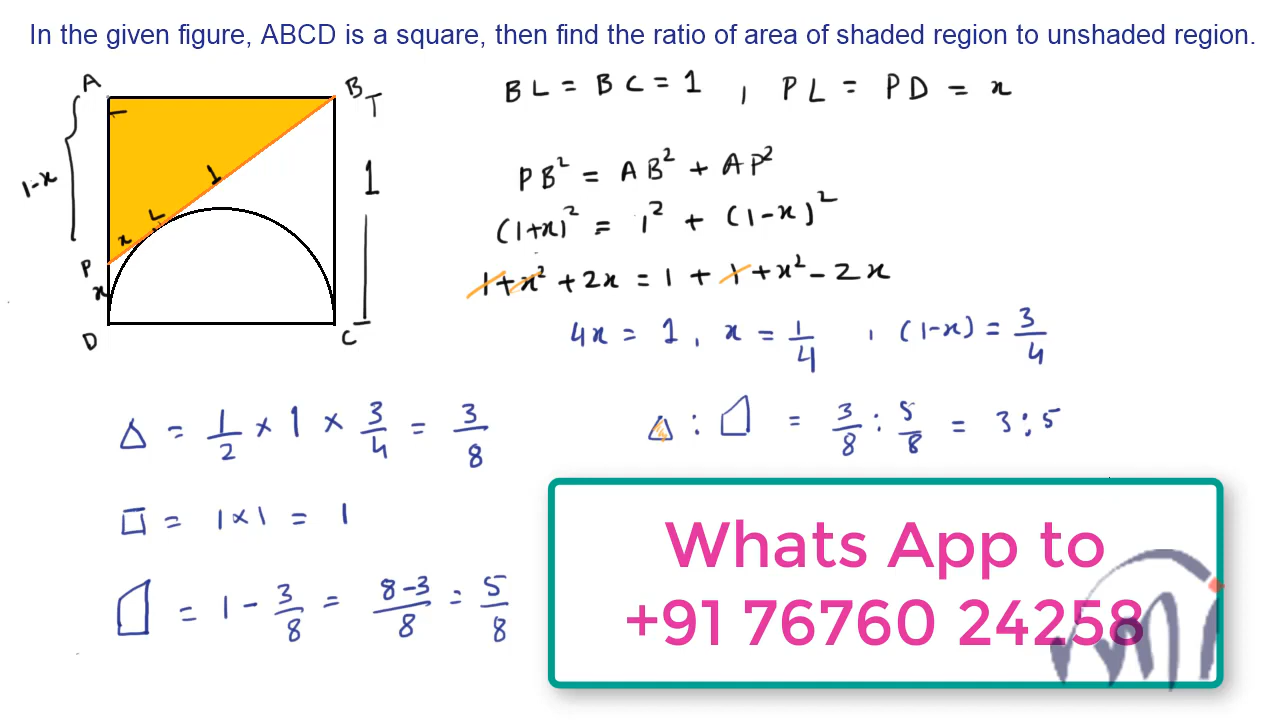 In the given figure, ABCD is a square, then find the ratio of area of shaded region to unshaded region.
A
B
BL = BC = 1 , PL = PD = x
1-x
1
1
PB² = AB² + AP²
L
(1+x)² = 1² + (1-x)²
x
P
1+x² + 2x = 1 + 1 + x² - 2x
x
D
C
4x = 1 , x = 1/4 , (1-x) = 3/4
△ = 1/2 × 1 × 3/4 = 3/8
△ : = 3/8 : 5/8 = 3:5
□ = 1×1 = 1
= 1 - 3/8 = 8-3/8 = 5/8
Whats App to
+91 76760 24258